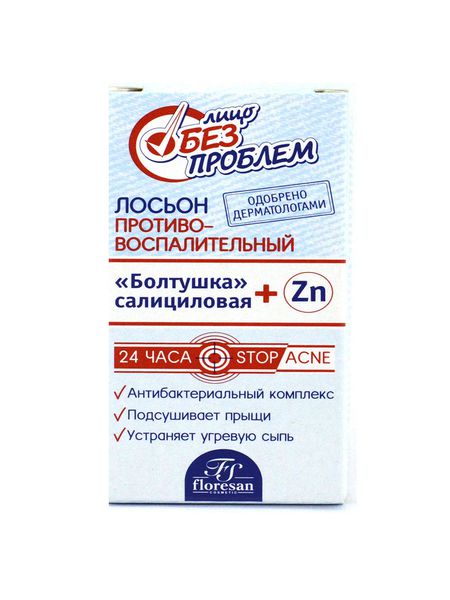 лицо
БЕЗ
ПРОБЛЕМ
ОДОБРЕНО
ДЕРМАТОЛОГАМИ
ЛОСЬОН
ПРОТИВО-
ВОСПАЛИТЕЛЬНЫЙ
«Болтушка»
салициловая + Zn
24 ЧАСА STOP ACNE
Антибактериальный комплекс
Подсушивает прыщи
Устраняет угревую сыпь
FS
floresan
COSMETIC